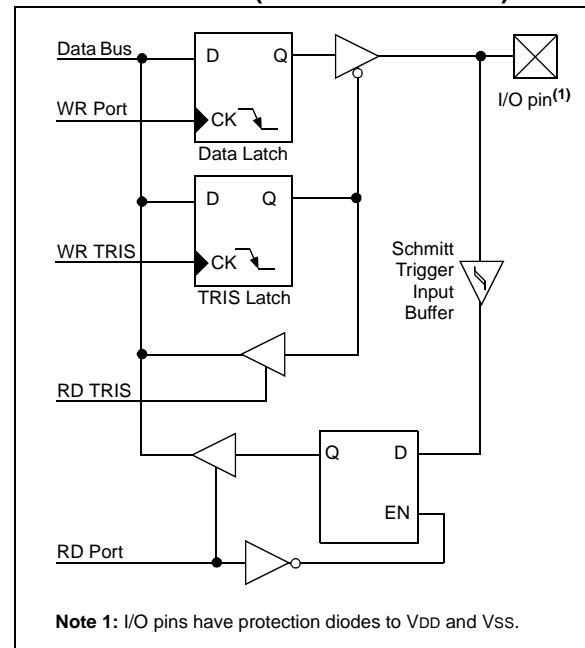 Data Bus
D
Q
I/O pin(1)
WR Port
CK
Data Latch
D
Q
WR TRIS
CK
TRIS Latch
Schmitt
Trigger
Input
Buffer
RD TRIS
Q
D
EN
RD Port
Note 1: I/O pins have protection diodes to VDD and VSS.